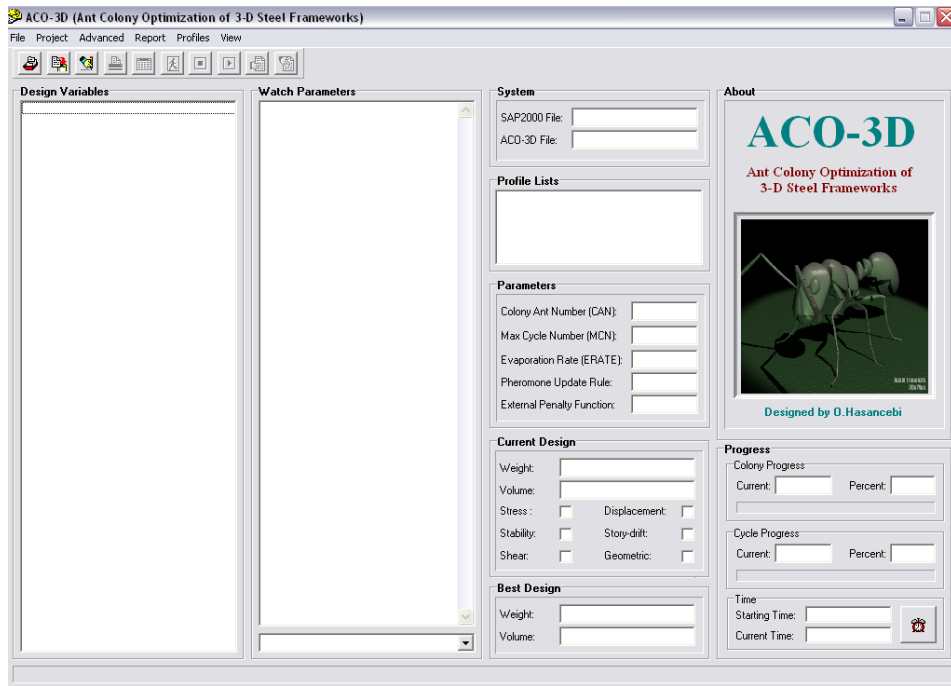 ACO-3D (Ant Colony Optimization of 3-D Steel Frameworks)
File Project Advanced Report Profiles View
Design Variables
Watch Parameters
System
SAP2000 File:
ACO-3D File:
Profile Lists
Parameters
Colony Ant Number (CAN):
Max Cycle Number (MCN):
Evaporation Rate (ERATE):
Pheromone Update Rule:
External Penalty Function:
Current Design
Weight:
Volume:
Stress : Displacement:
Stability: Story-drift:
Shear: Geometric:
Best Design
Weight:
Volume:
About
ACO-3D
Ant Colony Optimization of
3-D Steel Frameworks
Designed by O.Hasancebi
Progress
Colony Progress
Current: Percent:
Cycle Progress
Current: Percent:
Time
Starting Time:
Current Time: